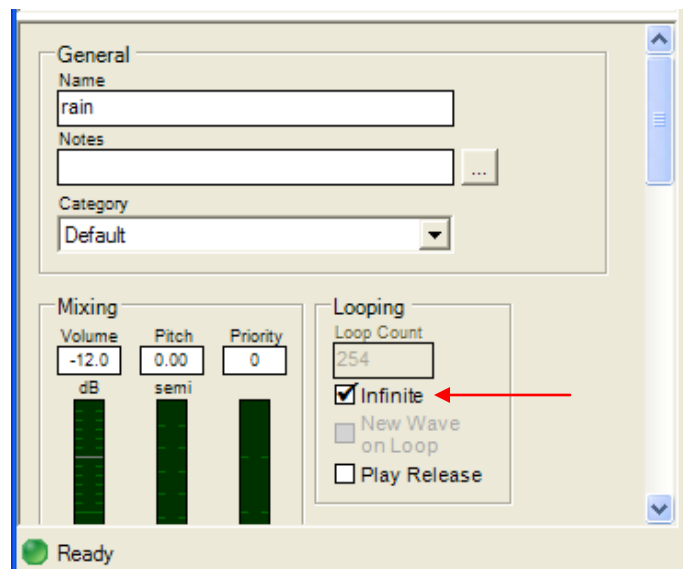 General
Name
rain
Notes
...
Category
Default
Mixing
Volume Pitch Priority
-12.0 0.00 0
dB semi
Looping
Loop Count
254
Infinite
New Wave
on Loop
Play Release
Ready